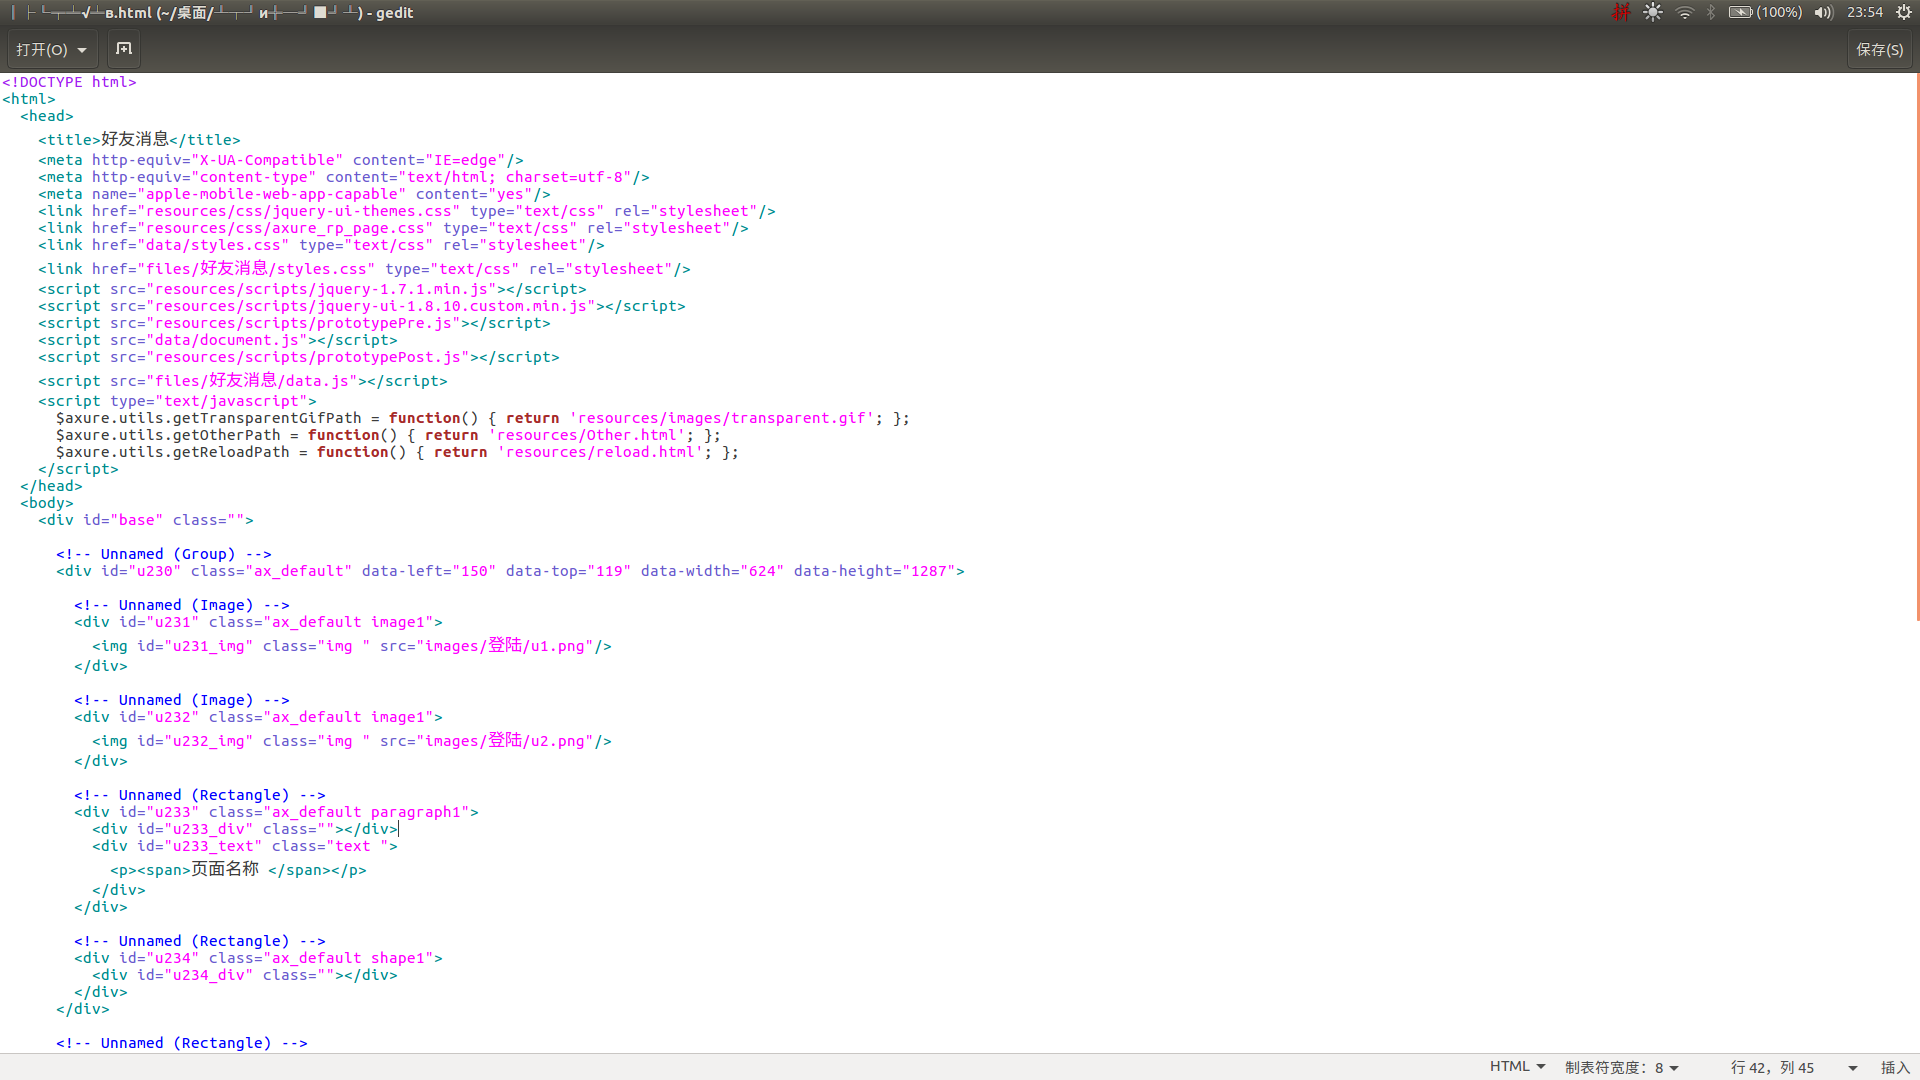 в.html (~/桌面/ ) - gedit
拼 (100%) 23:54
打开(O) 保存(S)
<!DOCTYPE html>
<html>
  <head>
    <title>好友消息</title>
    <meta http-equiv="X-UA-Compatible" content="IE=edge"/>
    <meta http-equiv="content-type" content="text/html; charset=utf-8"/>
    <meta name="apple-mobile-web-app-capable" content="yes"/>
    <link href="resources/css/jquery-ui-themes.css" type="text/css" rel="stylesheet"/>
    <link href="resources/css/axure_rp_page.css" type="text/css" rel="stylesheet"/>
    <link href="data/styles.css" type="text/css" rel="stylesheet"/>
    <link href="files/好友消息/styles.css" type="text/css" rel="stylesheet"/>
    <script src="resources/scripts/jquery-1.7.1.min.js"></script>
    <script src="resources/scripts/jquery-ui-1.8.10.custom.min.js"></script>
    <script src="resources/scripts/prototypePre.js"></script>
    <script src="data/document.js"></script>
    <script src="resources/scripts/prototypePost.js"></script>
    <script src="files/好友消息/data.js"></script>
    <script type="text/javascript">
      $axure.utils.getTransparentGifPath = function() { return 'resources/images/transparent.gif'; };
      $axure.utils.getOtherPath = function() { return 'resources/Other.html'; };
      $axure.utils.getReloadPath = function() { return 'resources/reload.html'; };
    </script>
  </head>
  <body>
    <div id="base" class="">

      <!-- Unnamed (Group) -->
      <div id="u230" class="ax_default" data-left="150" data-top="119" data-width="624" data-height="1287">

        <!-- Unnamed (Image) -->
        <div id="u231" class="ax_default image1">
          <img id="u231_img" class="img " src="images/登陆/u1.png"/>
        </div>

        <!-- Unnamed (Image) -->
        <div id="u232" class="ax_default image1">
          <img id="u232_img" class="img " src="images/登陆/u2.png"/>
        </div>

        <!-- Unnamed (Rectangle) -->
        <div id="u233" class="ax_default paragraph1">
          <div id="u233_div" class=""></div>
          <div id="u233_text" class="text ">
            <p><span>页面名称 </span></p>
          </div>
        </div>

        <!-- Unnamed (Rectangle) -->
        <div id="u234" class="ax_default shape1">
          <div id="u234_div" class=""></div>
        </div>
      </div>

      <!-- Unnamed (Rectangle) -->
HTML 制表符宽度：8 行 42，列 45 插入